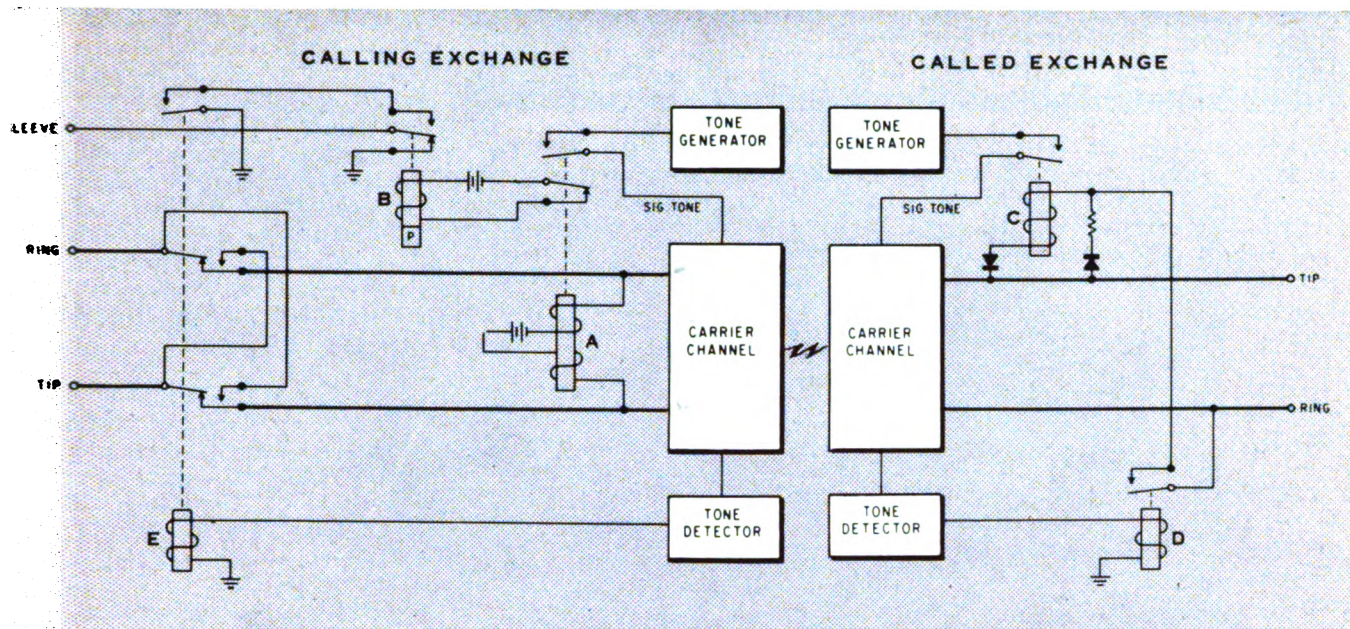 CALLING EXCHANGE
CALLED EXCHANGE
LEEVE
TONE
GENERATOR
TONE
GENERATOR
B
P
SIG TONE
SIG TONE
C
RING
TIP
A
CARRIER
CHANNEL
CARRIER
CHANNEL
TIP
RING
E
TONE
DETECTOR
TONE
DETECTOR
D